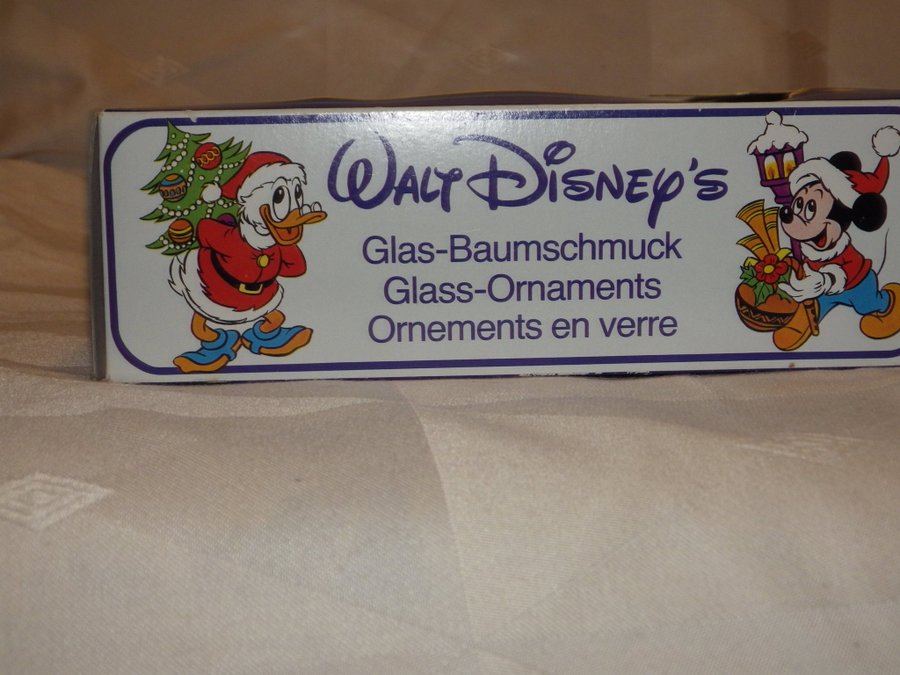 Walt Disney's
Glas-Baumschmuck
Glass-Ornaments
Ornements en verre